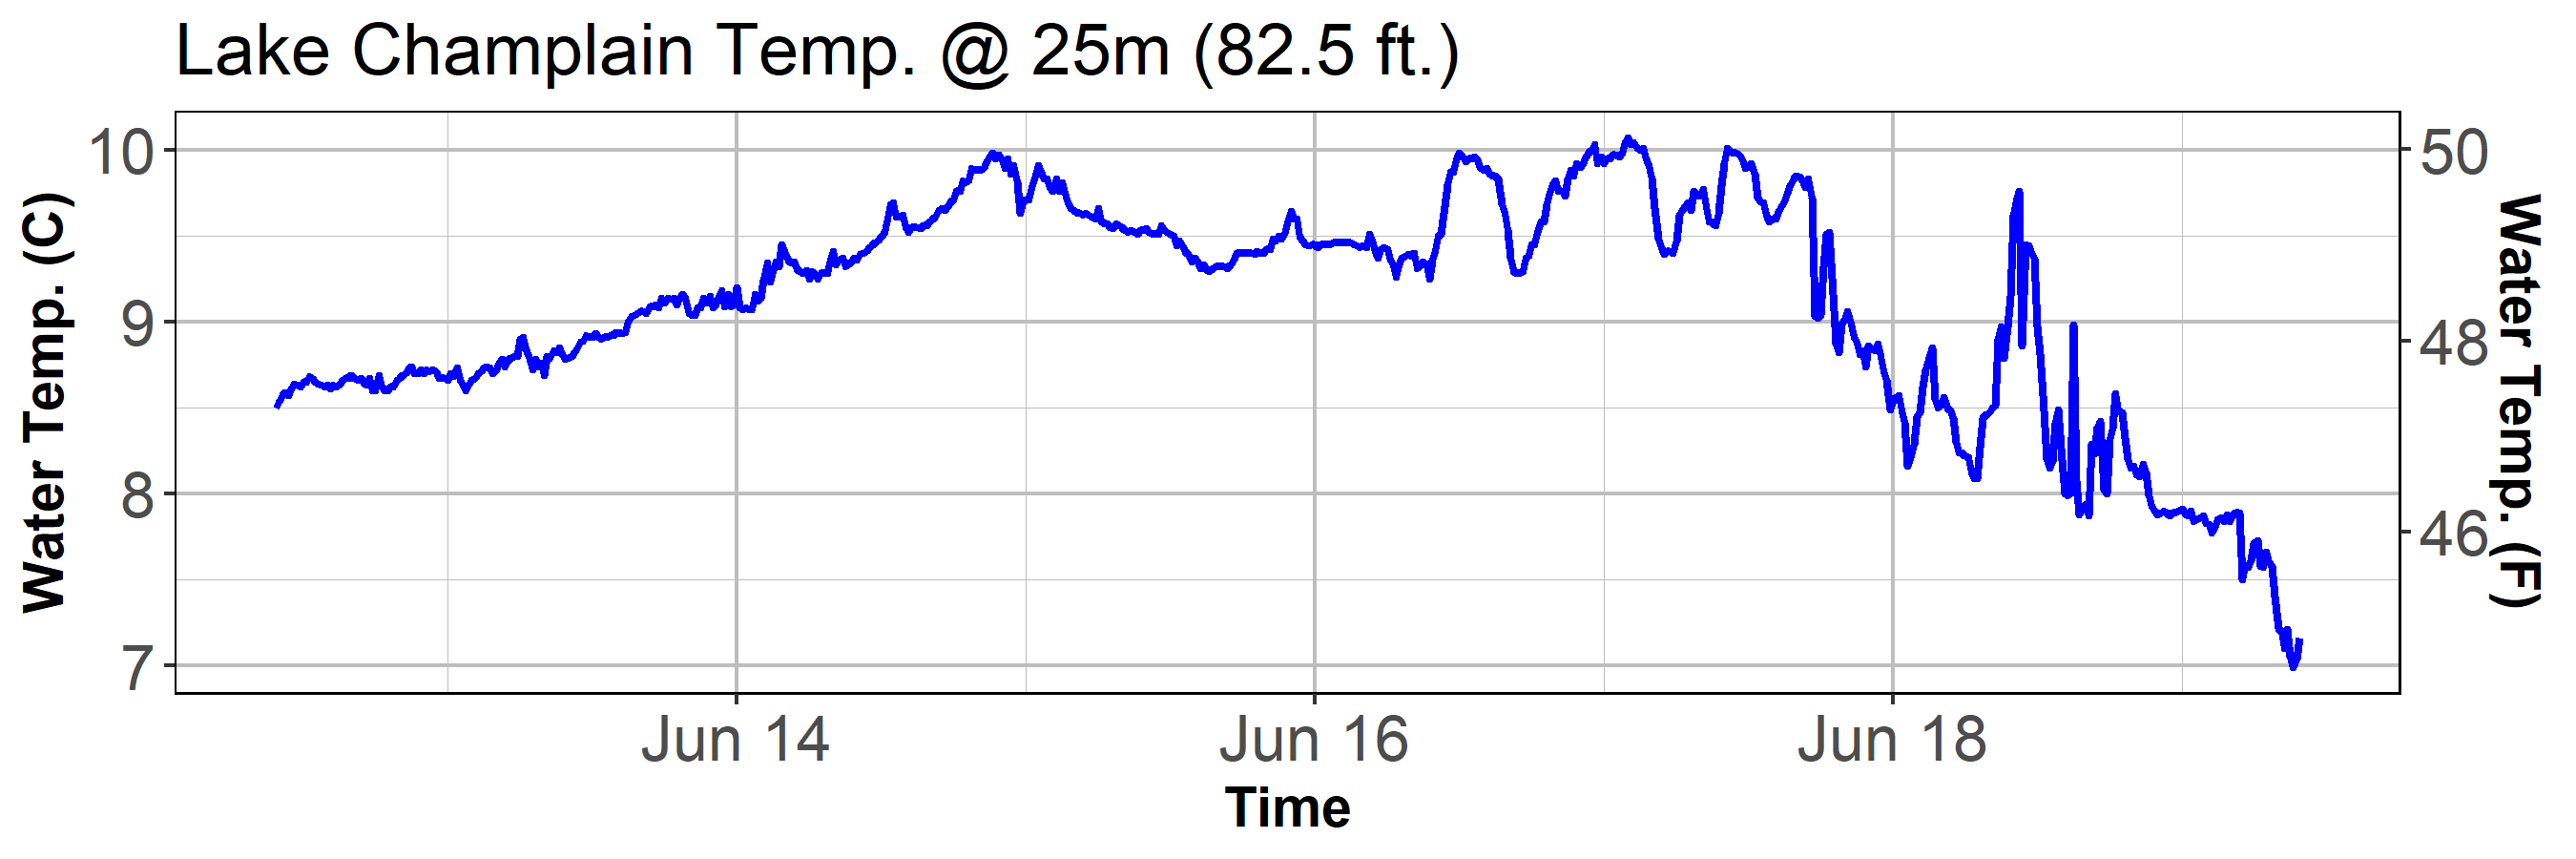 Lake Champlain Temp. @ 25m (82.5 ft.)
Water Temp. (C)
10
9
8
7
50
48
46
Water Temp. (F)
Jun 14 Jun 16 Jun 18
Time